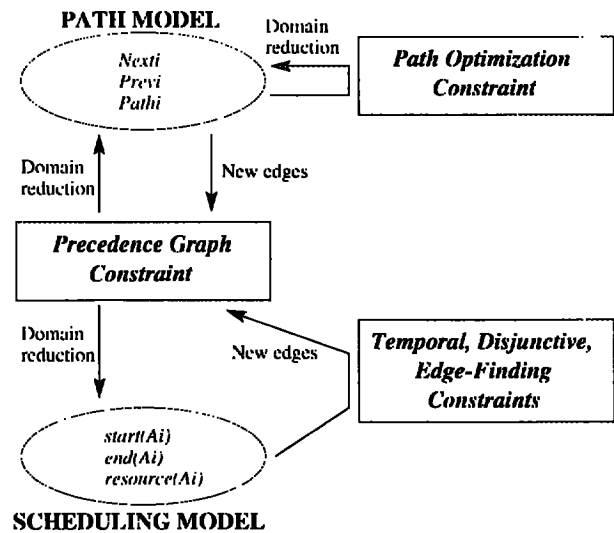 PATH MODEL
Nexti
Previ
Pathi
Domain
reduction
Path Optimization
Constraint
Domain
reduction
New edges
Precedence Graph
Constraint
Domain
reduction
New edges
Temporal, Disjunctive,
Edge-Finding
Constraints
start(Ai)
end(Ai)
resource(Ai)
SCHEDULING MODEL